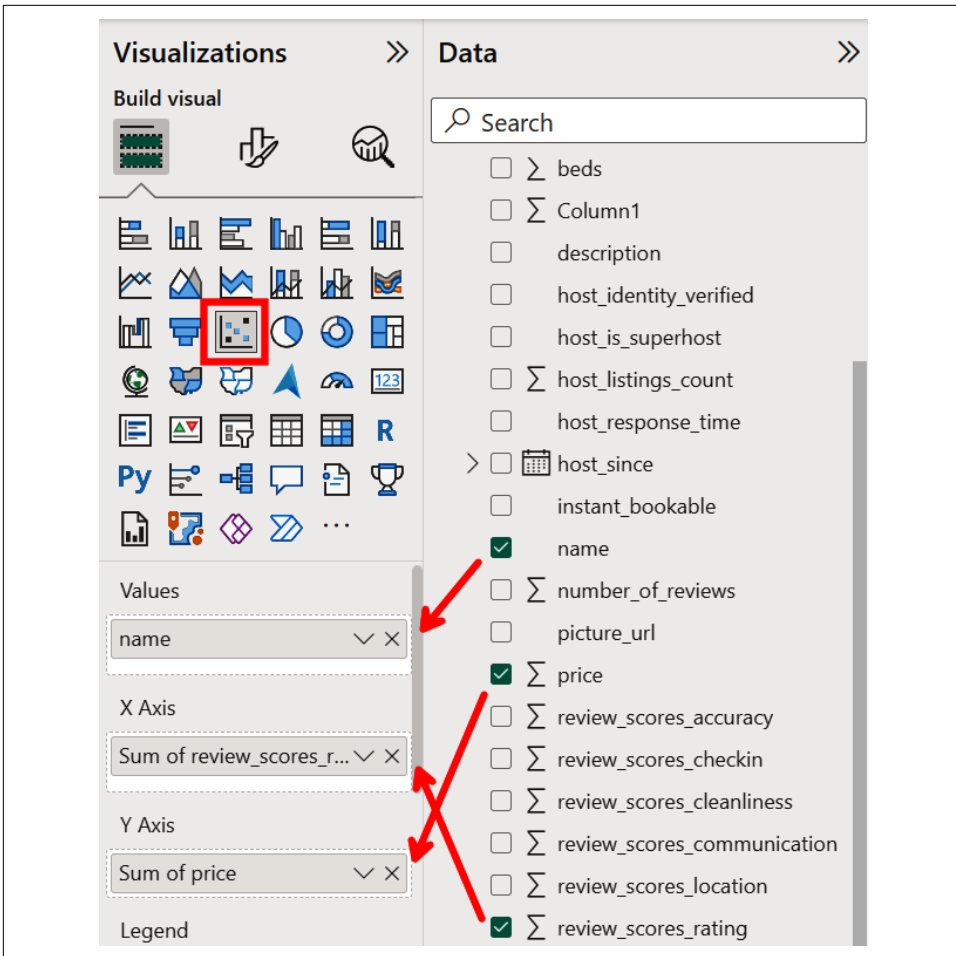 Visualizations
Build visual
123
R
Py
...
Values
name
X Axis
Sum of review_scores_r...
Y Axis
Sum of price
Legend
Data
Search
beds
Column1
description
host_identity_verified
host_is_superhost
host_listings_count
host_response_time
host_since
instant_bookable
name
number_of_reviews
picture_url
price
review_scores_accuracy
review_scores_checkin
review_scores_cleanliness
review_scores_communication
review_scores_location
review_scores_rating